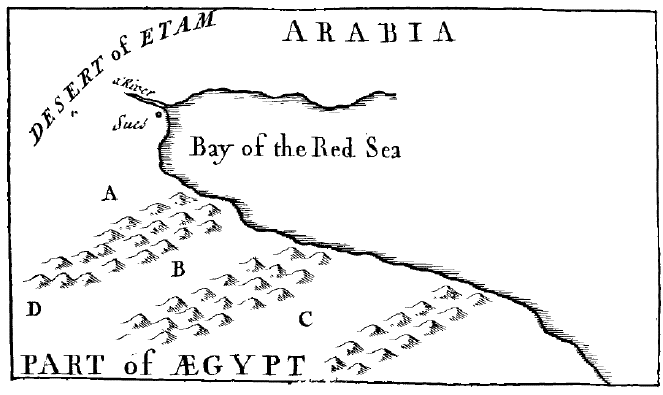 DESERT of ETAM
ARABIA
a River
Sues
Bay of the Red Sea
A
B
D
C
PART of ÆGYPT